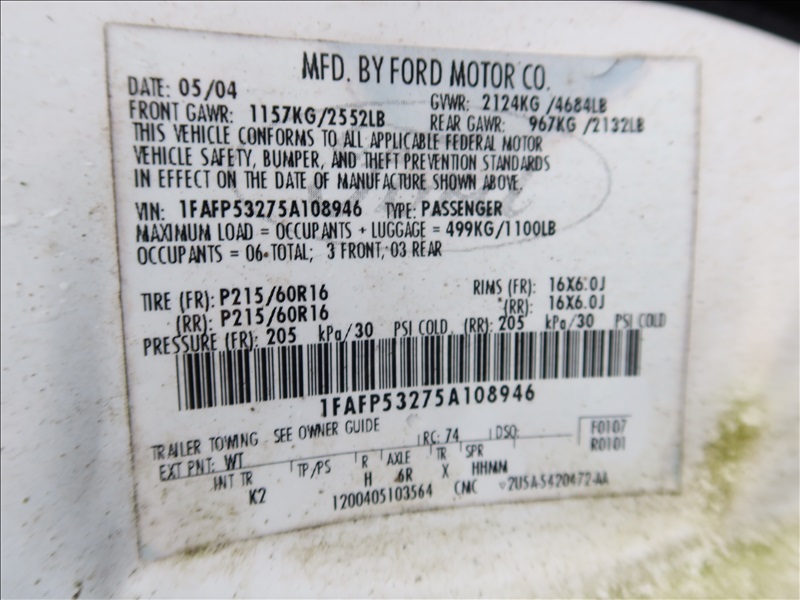 MFD. BY FORD MOTOR CO.
DATE: 05/04 GVWR: 2124KG /4684LB
FRONT GAWR: 1157KG/2552LB REAR GAWR: 967KG /2132LB
THIS VEHICLE CONFORMS TO ALL APPLICABLE FEDERAL MOTOR
VEHICLE SAFETY, BUMPER, AND THEFT PREVENTION STANDARDS
IN EFFECT ON THE DATE OF MANUFACTURE SHOWN ABOVE.
VIN: 1FAFP53275A108946 TYPE: PASSENGER
MAXIMUM LOAD = OCCUPANTS + LUGGAGE = 499KG/1100LB
OCCUPANTS = 06 TOTAL; 3 FRONT, 03 REAR
TIRE (FR): P215/60R16 RIMS (FR): 16X6.0J
(RR): P215/60R16 (RR): 16X6.0J
PRESSURE (FR): 205 kPa/30 PSI COLD (RR): 205 kPa/30 PSI COLD
1FAFP53275A108946
TRAILER TOWING SEE OWNER GUIDE RC: 74 DSO: F0107
EXT PNT: WT R0101
INT TR TP/PS R AXLE TR SPR
K2 H 6R X HHMM
1200405103564 CMC 2U5A-5420472-AA